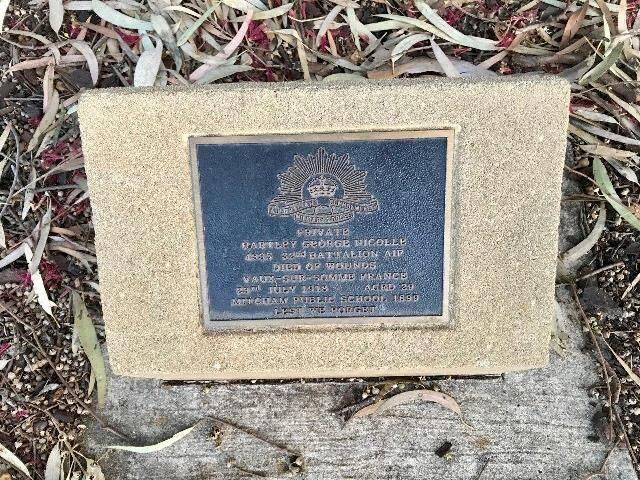 PRIVATE
HARTLEY GEORGE NICOLLE
32ND BATTALION AIF
DIED OF WOUNDS
VAUX-SUR-SOMME FRANCE
JULY 1918 AGED 29
MITCHAM PUBLIC SCHOOL 1899
LEST WE FORGET